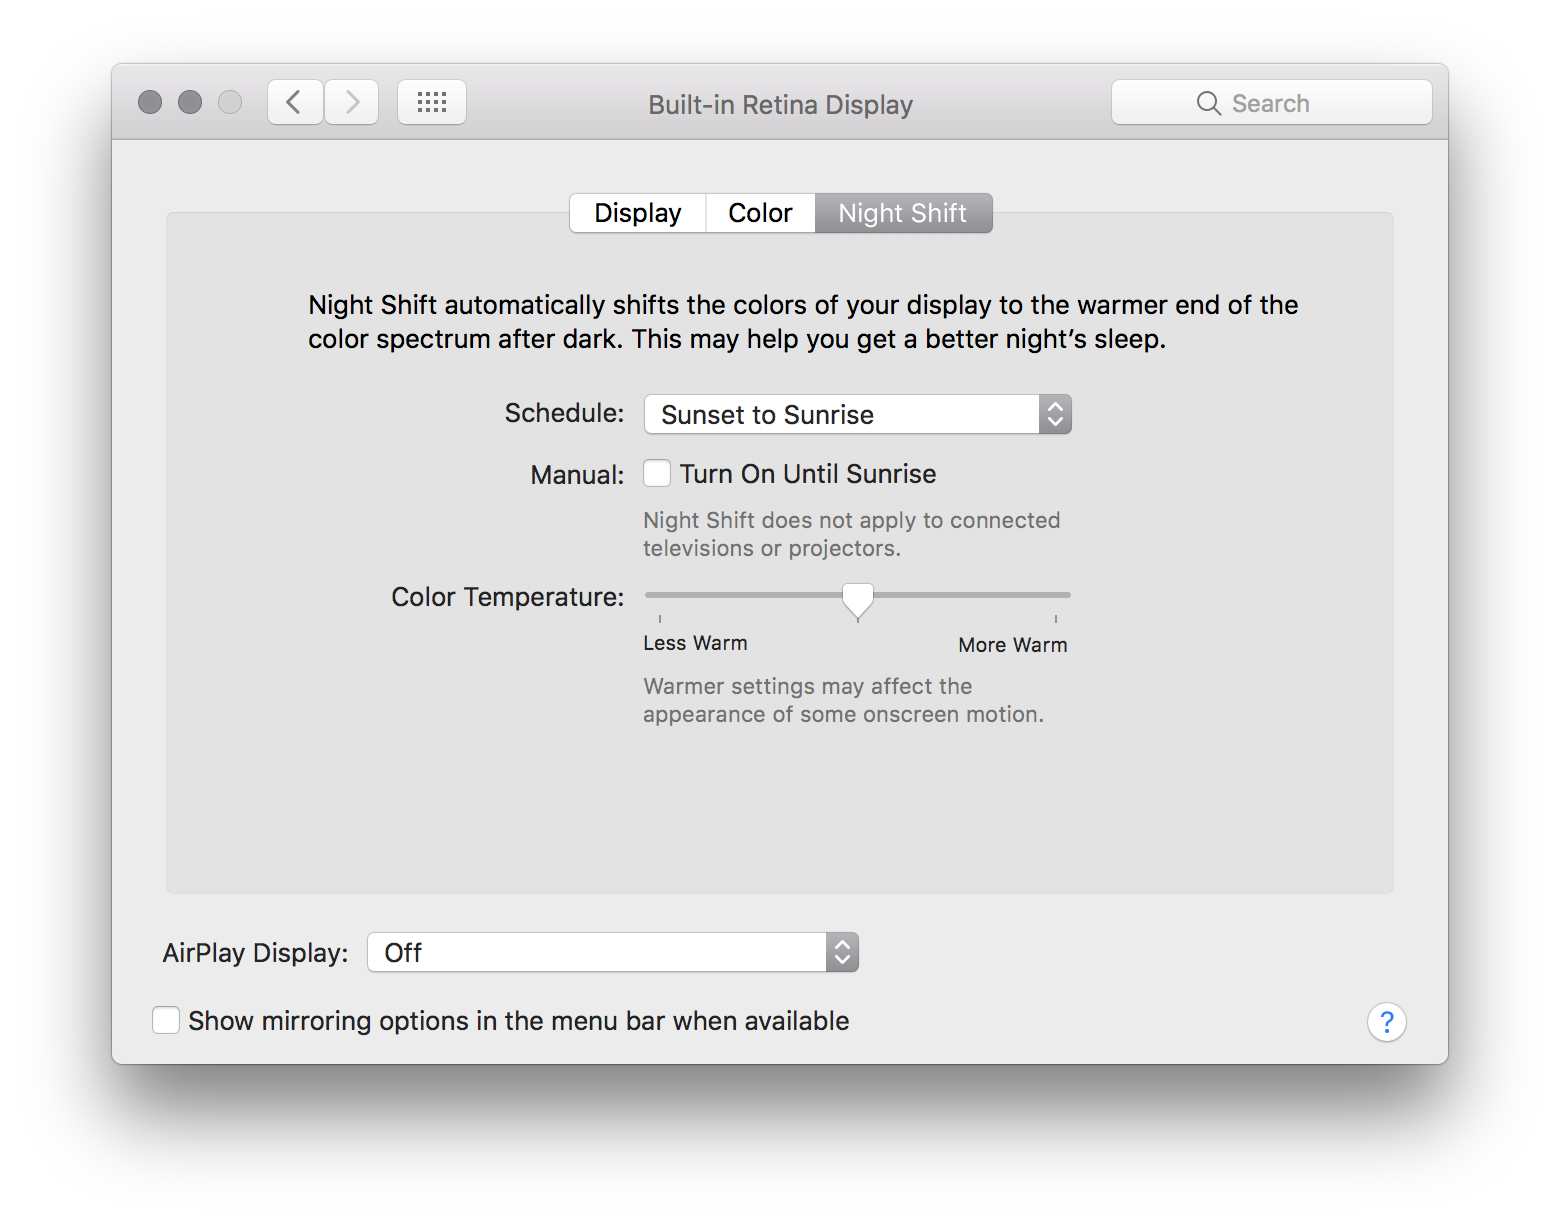 Built-in Retina Display
Search
Display
Color
Night Shift
Night Shift automatically shifts the colors of your display to the warmer end of the
color spectrum after dark. This may help you get a better night’s sleep.
Schedule: Sunset to Sunrise
Manual: Turn On Until Sunrise
Night Shift does not apply to connected
televisions or projectors.
Color Temperature:
Less Warm More Warm
Warmer settings may affect the
appearance of some onscreen motion.
AirPlay Display: Off
Show mirroring options in the menu bar when available
?